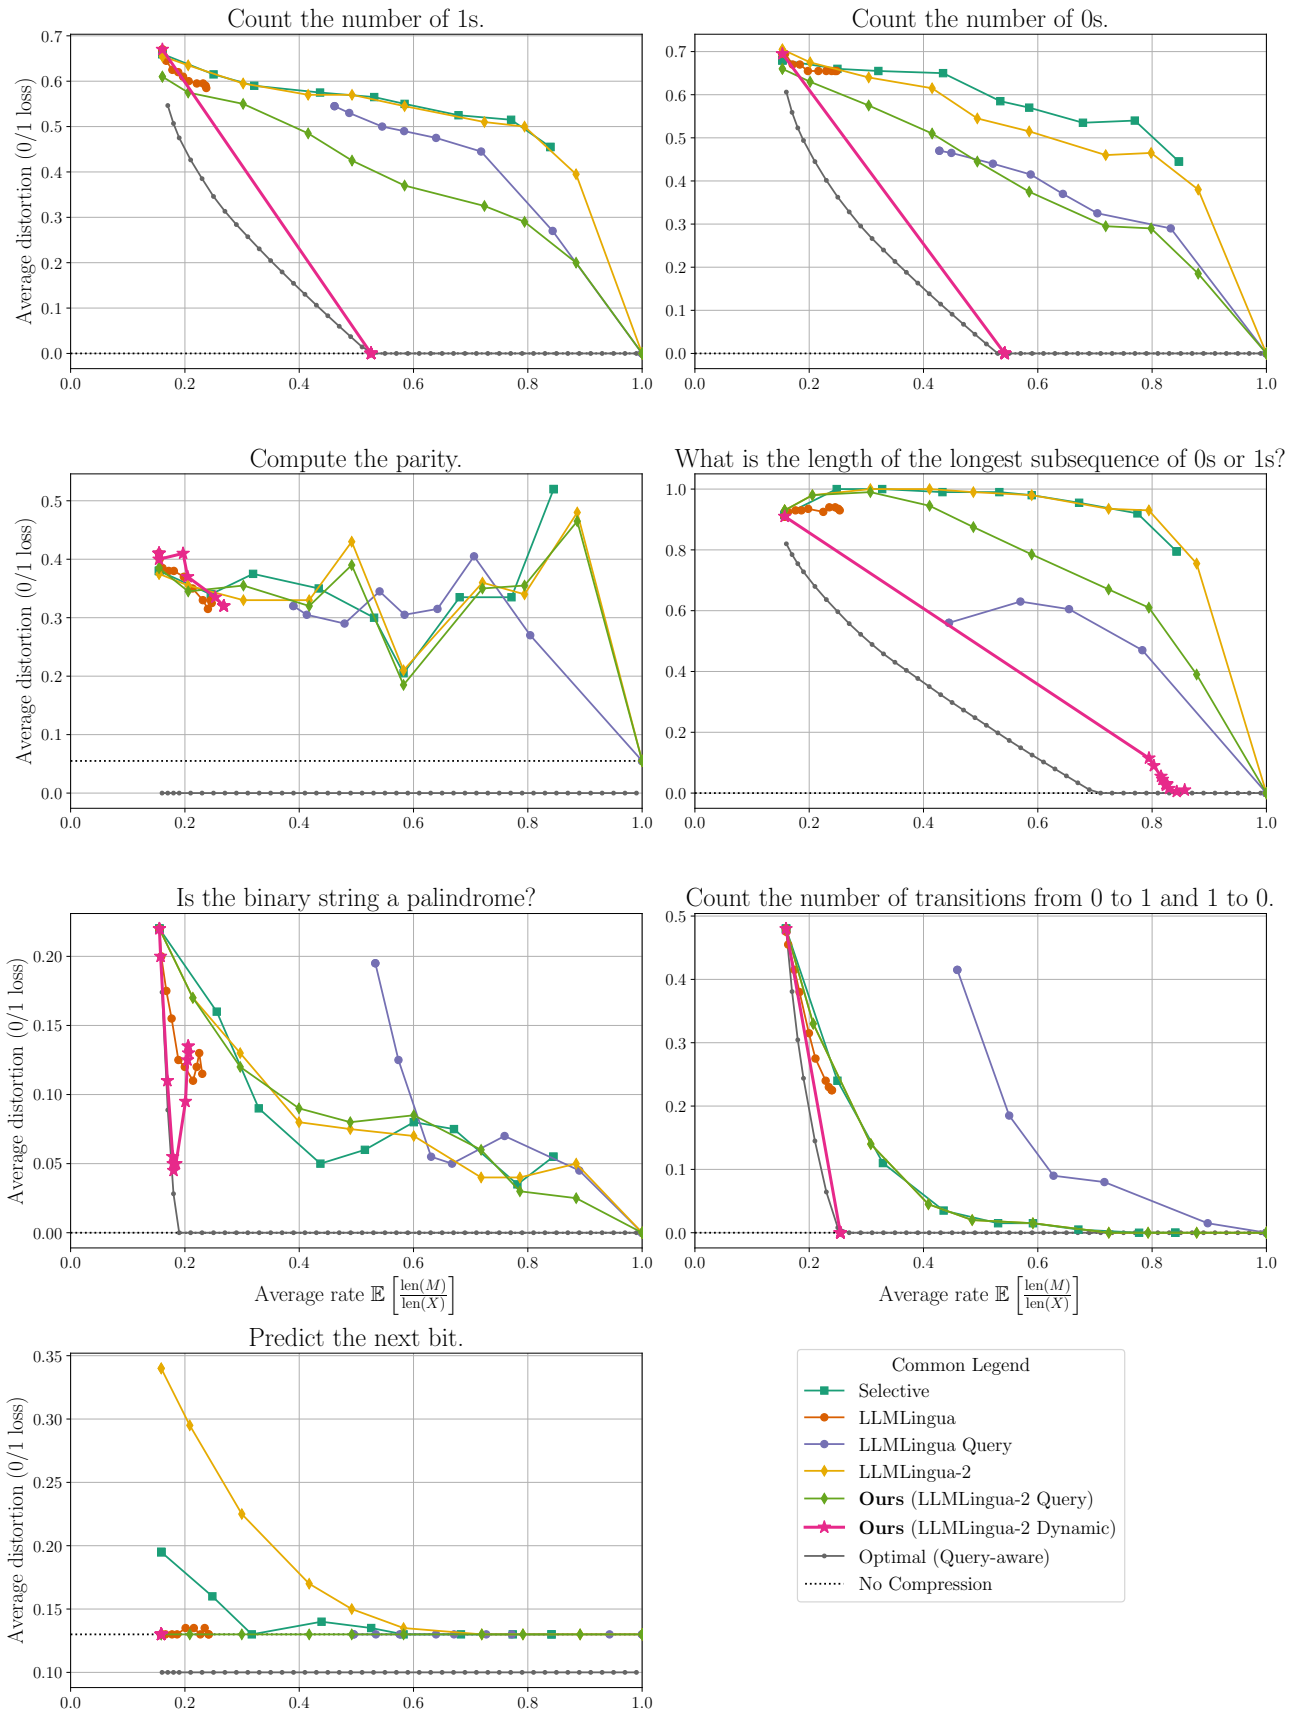 Count the number of 1s.
Count the number of 0s.
0.7
0.6
0.5
0.4
0.3
0.2
0.1
0.0
Average distortion (0/1 loss)
0.0 0.2 0.4 0.6 0.8 1.0
0.7
0.6
0.5
0.4
0.3
0.2
0.1
0.0
0.0 0.2 0.4 0.6 0.8 1.0
Compute the parity.
What is the length of the longest subsequence of 0s or 1s?
0.5
0.4
0.3
0.2
0.1
0.0
Average distortion (0/1 loss)
0.0 0.2 0.4 0.6 0.8 1.0
1.0
0.8
0.6
0.4
0.2
0.0
0.0 0.2 0.4 0.6 0.8 1.0
Is the binary string a palindrome?
Count the number of transitions from 0 to 1 and 1 to 0.
0.20
0.15
0.10
0.05
0.00
Average distortion (0/1 loss)
0.0 0.2 0.4 0.6 0.8 1.0
Average rate 𝔼 [len(M)/len(X)]
0.5
0.4
0.3
0.2
0.1
0.0
0.0 0.2 0.4 0.6 0.8 1.0
Average rate 𝔼 [len(M)/len(X)]
Predict the next bit.
0.35
0.30
0.25
0.20
0.15
0.10
Average distortion (0/1 loss)
0.0 0.2 0.4 0.6 0.8 1.0
Common Legend
Selective
LLMLingua
LLMLingua Query
LLMLingua-2
Ours (LLMLingua-2 Query)
Ours (LLMLingua-2 Dynamic)
Optimal (Query-aware)
No Compression